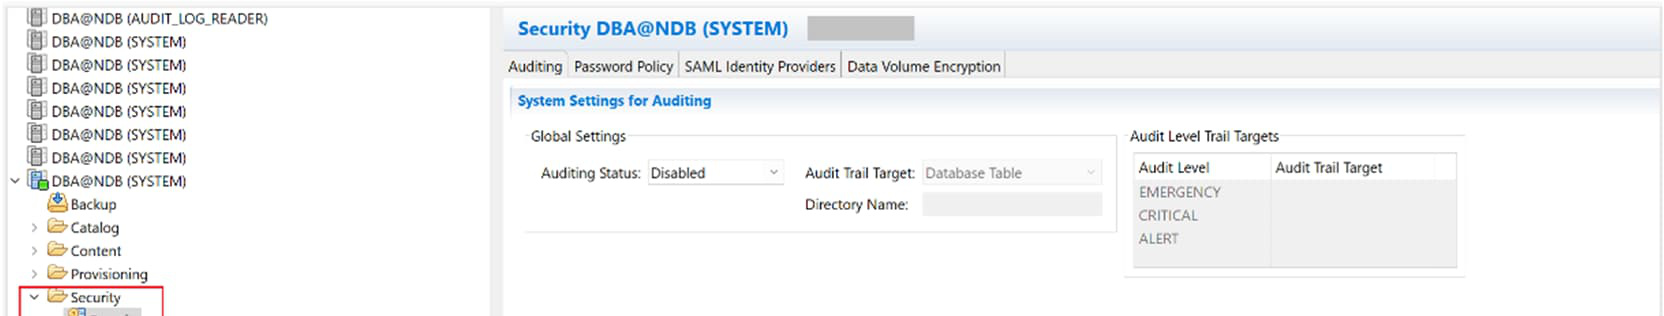 DBA@NDB (AUDIT_LOG_READER)
DBA@NDB (SYSTEM)
DBA@NDB (SYSTEM)
DBA@NDB (SYSTEM)
DBA@NDB (SYSTEM)
DBA@NDB (SYSTEM)
DBA@NDB (SYSTEM)
DBA@NDB (SYSTEM)
Backup
Catalog
Content
Provisioning
Security
Security DBA@NDB (SYSTEM)
Auditing Password Policy SAML Identity Providers Data Volume Encryption
System Settings for Auditing
Global Settings
Auditing Status: Disabled Audit Trail Target: Database Table
Directory Name:
Audit Level Trail Targets
Audit Level Audit Trail Target
EMERGENCY
CRITICAL
ALERT